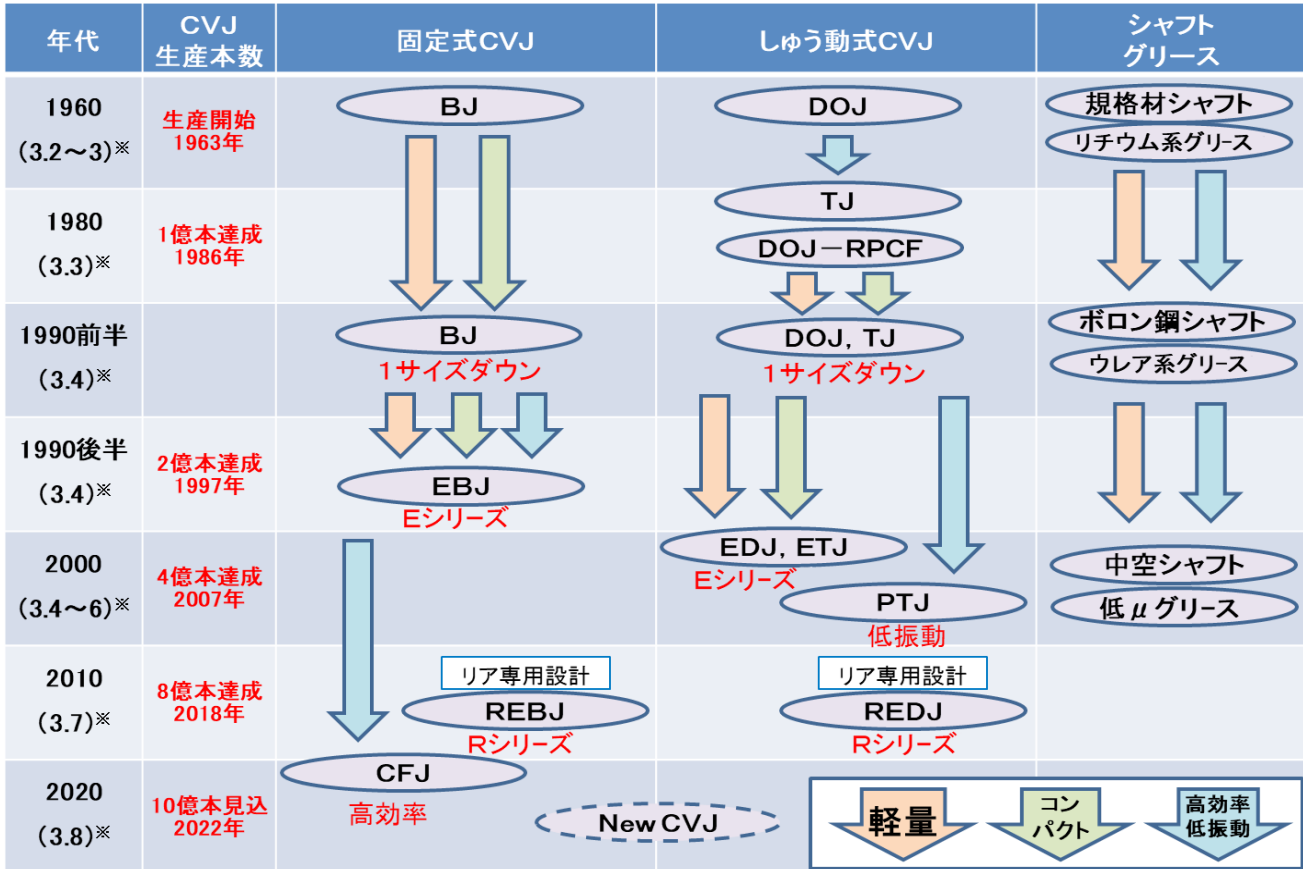 年代
CVJ
生産本数
固定式CVJ
しゅう動式CVJ
シャフト
グリース
1960
（3.2～3）※
生産開始
1963年
BJ
DOJ
規格材シャフト
リチウム系グリース
TJ
1980
（3.3）※
1億本達成
1986年
DOJ－RPCF
1990前半
（3.4）※
BJ
1サイズダウン
DOJ, TJ
1サイズダウン
ボロン鋼シャフト
ウレア系グリース
1990後半
（3.4）※
2億本達成
1997年
EBJ
Eシリーズ
2000
（3.4～6）※
4億本達成
2007年
EDJ, ETJ
Eシリーズ
PTJ
低振動
中空シャフト
低μグリース
2010
（3.7）※
8億本達成
2018年
リア専用設計
REBJ
Rシリーズ
リア専用設計
REDJ
Rシリーズ
2020
（3.8）※
10億本見込
2022年
CFJ
高効率
New CVJ
軽量
コン
パクト
高効率
低振動